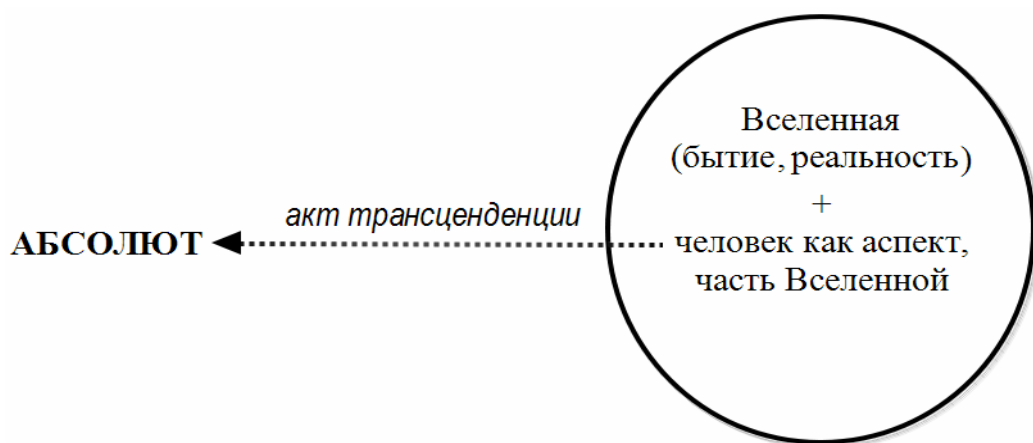 Вселенная
(бытие, реальность)
+
акт трансценденции
АБСОЛЮТ
человек как аспект,
часть Вселенной